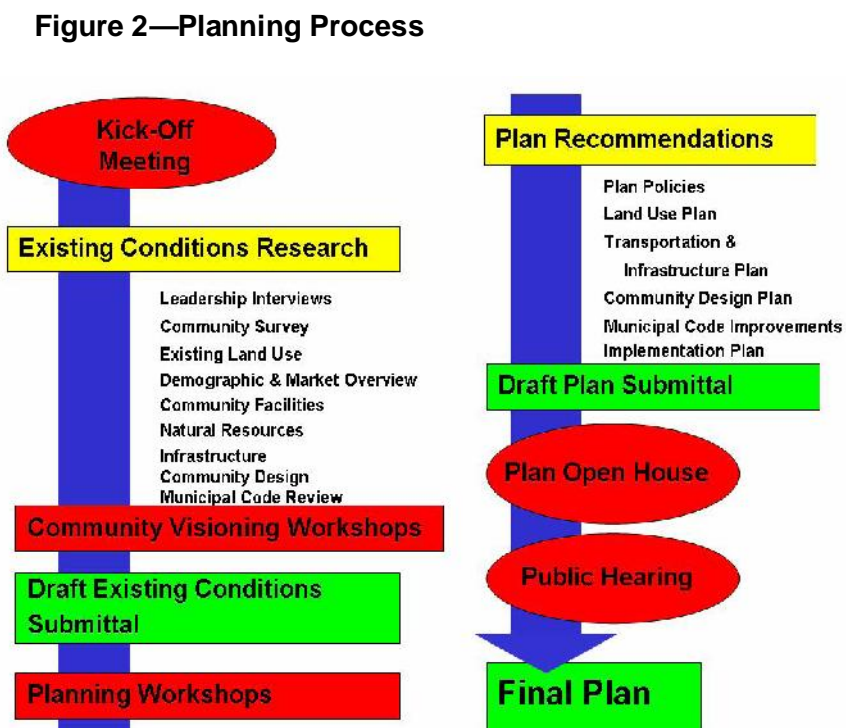 Figure 2—Planning Process
Kick-Off
Meeting
Existing Conditions Research
Leadership Interviews
Community Survey
Existing Land Use
Demographic & Market Overview
Community Facilities
Natural Resources
Infrastructure
Community Design
Municipal Code Review
Community Visioning Workshops
Draft Existing Conditions
Submittal
Planning Workshops
Plan Recommendations
Plan Policies
Land Use Plan
Transportation &
Infrastructure Plan
Community Design Plan
Municipal Code Improvements
Implementation Plan
Draft Plan Submittal
Plan Open House
Public Hearing
Final Plan